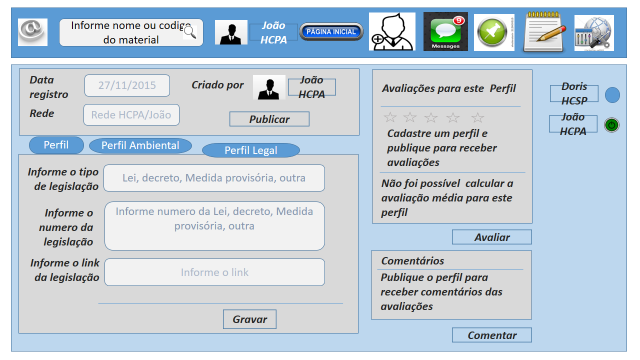 Informe nome ou codigo
do material
João
HCPA
PÁGINA INICIAL
9
Messages
Data
registro
27/11/2015
Criado por
João
HCPA
Rede
Rede HCPA/João
Publicar
Perfil
Perfil Ambiental
Perfil Legal
Informe o tipo
de legislação
Lei, decreto, Medida provisória, outra
Informe o
numero da
legislação
Informe numero da Lei, decreto, Medida
provisória, outra
Informe o link
da legislação
Informe o link
Gravar
Avaliações para este Perfil
Cadastre um perfil e
publique para receber
avaliações
Não foi possível calcular a
avaliação média para este
perfil
Avaliar
Comentários
Publique o perfil para
receber comentários das
avaliações
Comentar
Doris
HCSP
João
HCPA